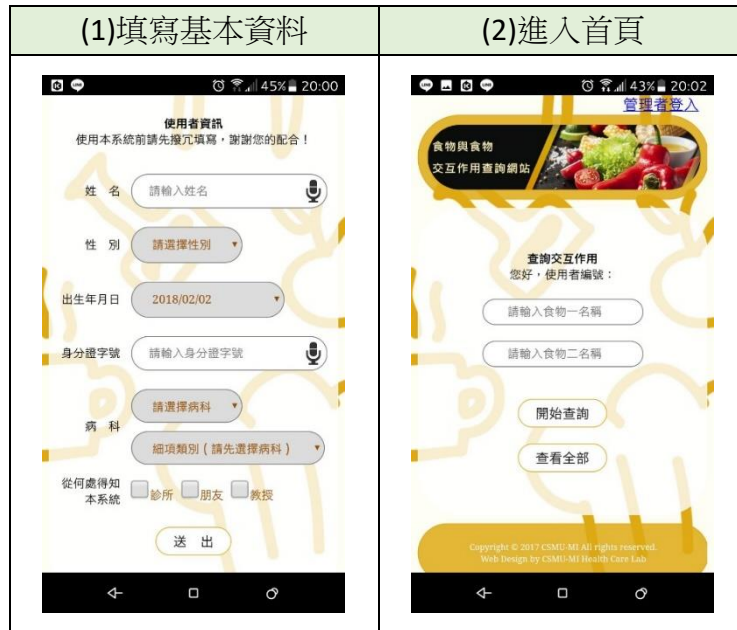 (1)填寫基本資料
(2)進入首頁
45% 20:00
使用者資訊
使用本系統前請先撥冗填寫，謝謝您的配合！
姓 名
請輸入姓名
性 別
請選擇性別
出生年月日
2018/02/02
身分證字號
請輸入身分證字號
病 科
請選擇病科
細項類別 ( 請先選擇病科 )
從何處得知
本系統
診所 朋友 教授
送 出
43% 20:02
管理者登入
食物與食物
交互作用查詢網站
查詢交互作用
您好，使用者編號：
請輸入食物一名稱
請輸入食物二名稱
開始查詢
查看全部
Copyright © 2017 CSMU-MI All rights reserved.
Web Design by CSMU-MI Health Care Lab